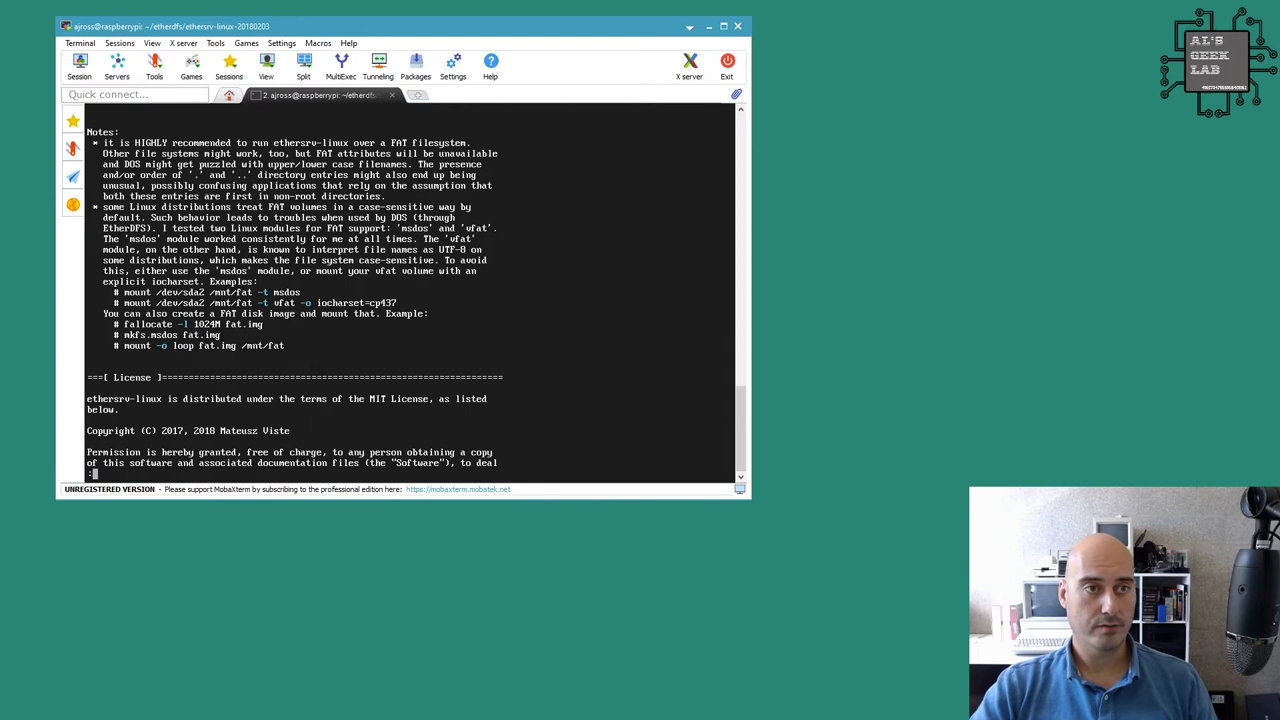 ajross@raspberrypi: ~/etherdfs/ethersrv-linux-20180203
Terminal Sessions View X server Tools Games Settings Macros Help
Session Servers Tools Games Sessions View Split MultiExec Tunneling Packages Settings Help X server Exit
Quick connect... 2. ajross@raspberrypi: ~/etherdfs
Notes:
* it is HIGHLY recommended to run ethersrv-linux over a FAT filesystem.
Other file systems might work, too, but FAT attributes will be unavailable
and DOS might get puzzled with upper/lower case filenames. The presence
and/or order of '.' and '..' directory entries might also end up being
unusual, possibly confusing applications that rely on the assumption that
both these entries are first in non-root directories.
* some Linux distributions treat FAT volumes in a case-sensitive way by
default. Such behavior leads to troubles when used by DOS (through
EtherDFS). I tested two Linux modules for FAT support: 'msdos' and 'vfat'.
The 'msdos' module worked consistently for me at all times. The 'vfat'
module, on the other hand, is known to interpret file names as UTF-8 on
some distributions, which makes the file system case-sensitive. To avoid
this, either use the 'msdos' module, or mount your vfat volume with an
explicit iocharset. Examples:
# mount /dev/sda2 /mnt/fat -t msdos
# mount /dev/sda2 /mnt/fat -t vfat -o iocharset=cp437
You can also create a FAT disk image and mount that. Example:
# fallocate -l 1024M fat.img
# mkfs.msdos fat.img
# mount -o loop fat.img /mnt/fat
===[ License ]=============================================================
ethersrv-linux is distributed under the terms of the MIT License, as listed
below.
Copyright (C) 2017, 2018 Mateusz Viste
Permission is hereby granted, free of charge, to any person obtaining a copy
of this software and associated documentation files (the "Software"), to deal
:
UNREGISTERED VERSION - Please support MobaXterm by subscribing to the professional edition here: https://mobaxterm.mobatek.net
AL'S
GEEK
LAB